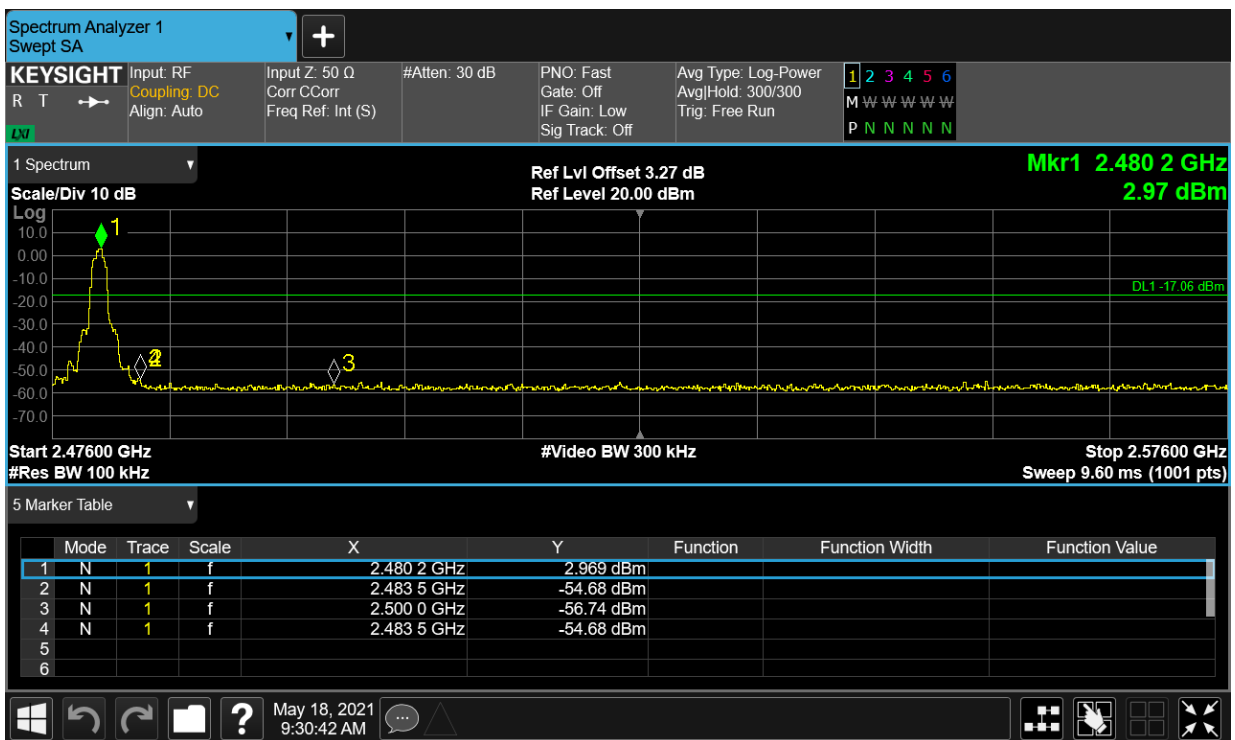 Spectrum Analyzer 1
Swept SA
+
KEYSIGHT
R T
LXI
Input: RF
Coupling: DC
Align: Auto
Input Z: 50 Ω
Corr CCorr
Freq Ref: Int (S)
#Atten: 30 dB
PNO: Fast
Gate: Off
IF Gain: Low
Sig Track: Off
Avg Type: Log-Power
Avg|Hold: 300/300
Trig: Free Run
1 2 3 4 5 6
M W W W W W
P N N N N N
1 Spectrum
Scale/Div 10 dB
Ref Lvl Offset 3.27 dB
Ref Level 20.00 dBm
Mkr1 2.480 2 GHz
2.97 dBm
Log
10.0
0.00
-10.0
-20.0
-30.0
-40.0
-50.0
-60.0
-70.0
1
DL1 -17.06 dBm
3
Start 2.47600 GHz
#Video BW 300 kHz
Stop 2.57600 GHz
#Res BW 100 kHz
Sweep 9.60 ms (1001 pts)
5 Marker Table
Mode Trace Scale X Y Function Function Width Function Value
1 N 1 f 2.480 2 GHz 2.969 dBm
2 N 1 f 2.483 5 GHz -54.68 dBm
3 N 1 f 2.500 0 GHz -56.74 dBm
4 N 1 f 2.483 5 GHz -54.68 dBm
5
6
?
May 18, 2021
9:30:42 AM